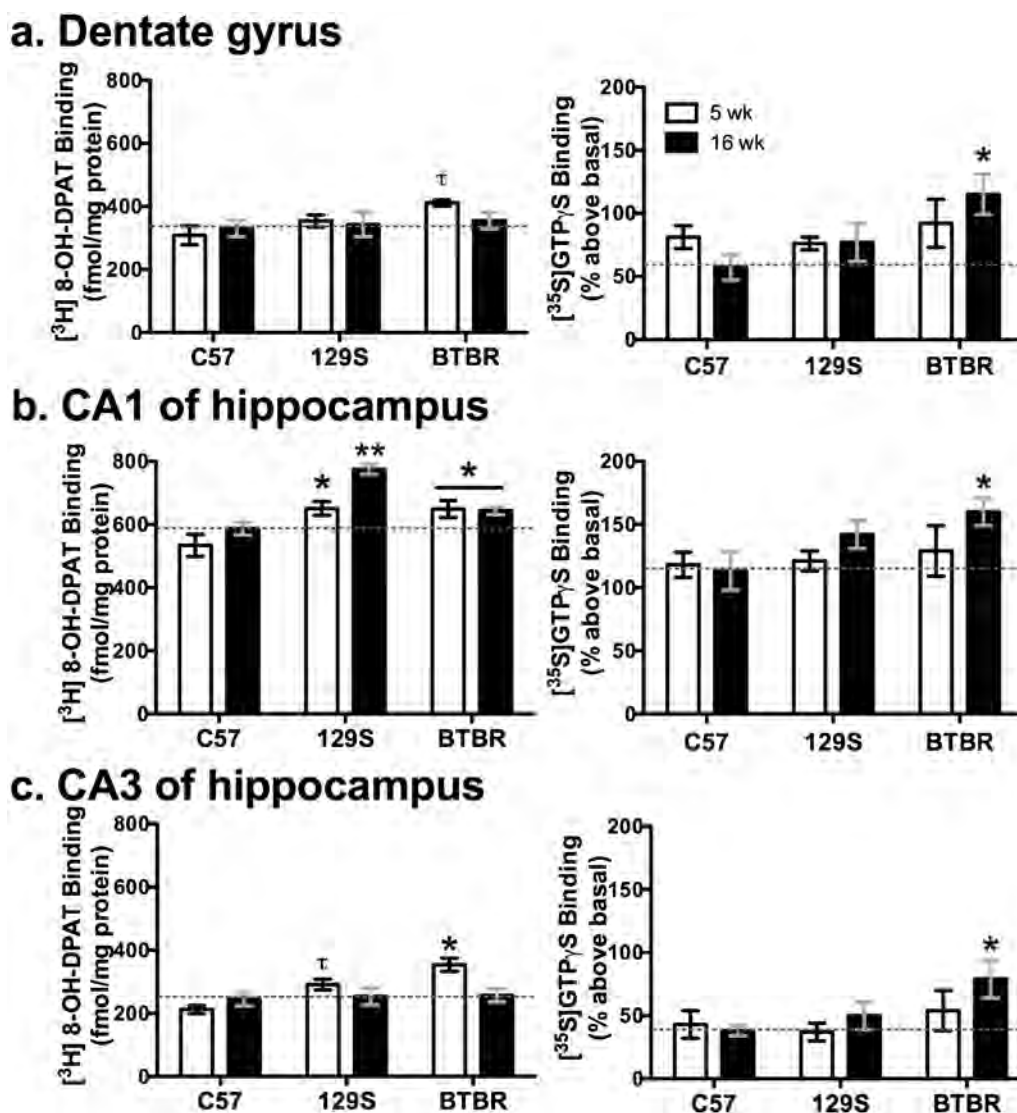 a. Dentate gyrus
[³H] 8-OH-DPAT Binding
(fmol/mg protein)
800
600
400
200
0
τ
C57 129S BTBR
[³⁵S]GTPγS Binding
(% above basal)
200
150
100
50
0
5 wk
16 wk
*
C57 129S BTBR
b. CA1 of hippocampus
[³H] 8-OH-DPAT Binding
(fmol/mg protein)
800
600
400
200
0
* ** *
C57 129S BTBR
[³⁵S]GTPγS Binding
(% above basal)
200
150
100
50
0
*
C57 129S BTBR
c. CA3 of hippocampus
[³H] 8-OH-DPAT Binding
(fmol/mg protein)
800
600
400
200
0
τ *
C57 129S BTBR
[³⁵S]GTPγS Binding
(% above basal)
200
150
100
50
0
*
C57 129S BTBR